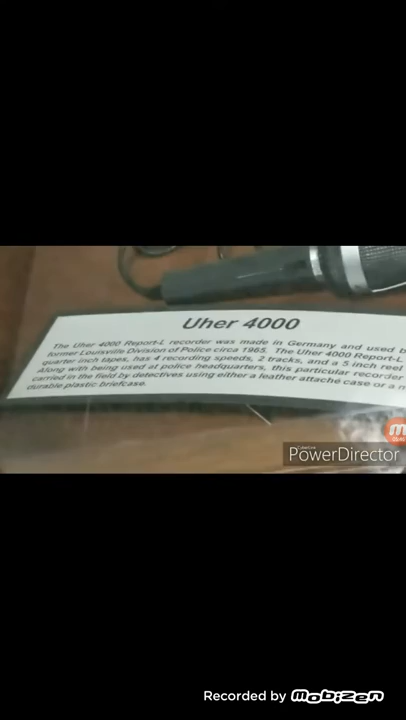 Uher 4000
The Uher 4000 Report-L recorder was made in Germany and used b
former Louisville Division of Police circa 1965. The Uher 4000 Report-L
quarter inch tapes, has 4 recording speeds, 2 tracks, and a 5 inch reel
Along with being used at police headquarters, this particular recorder
carried in the field by detectives using either a leather attaché case or a m
durable plastic briefcase.
PowerDirector
Recorded by mobizen